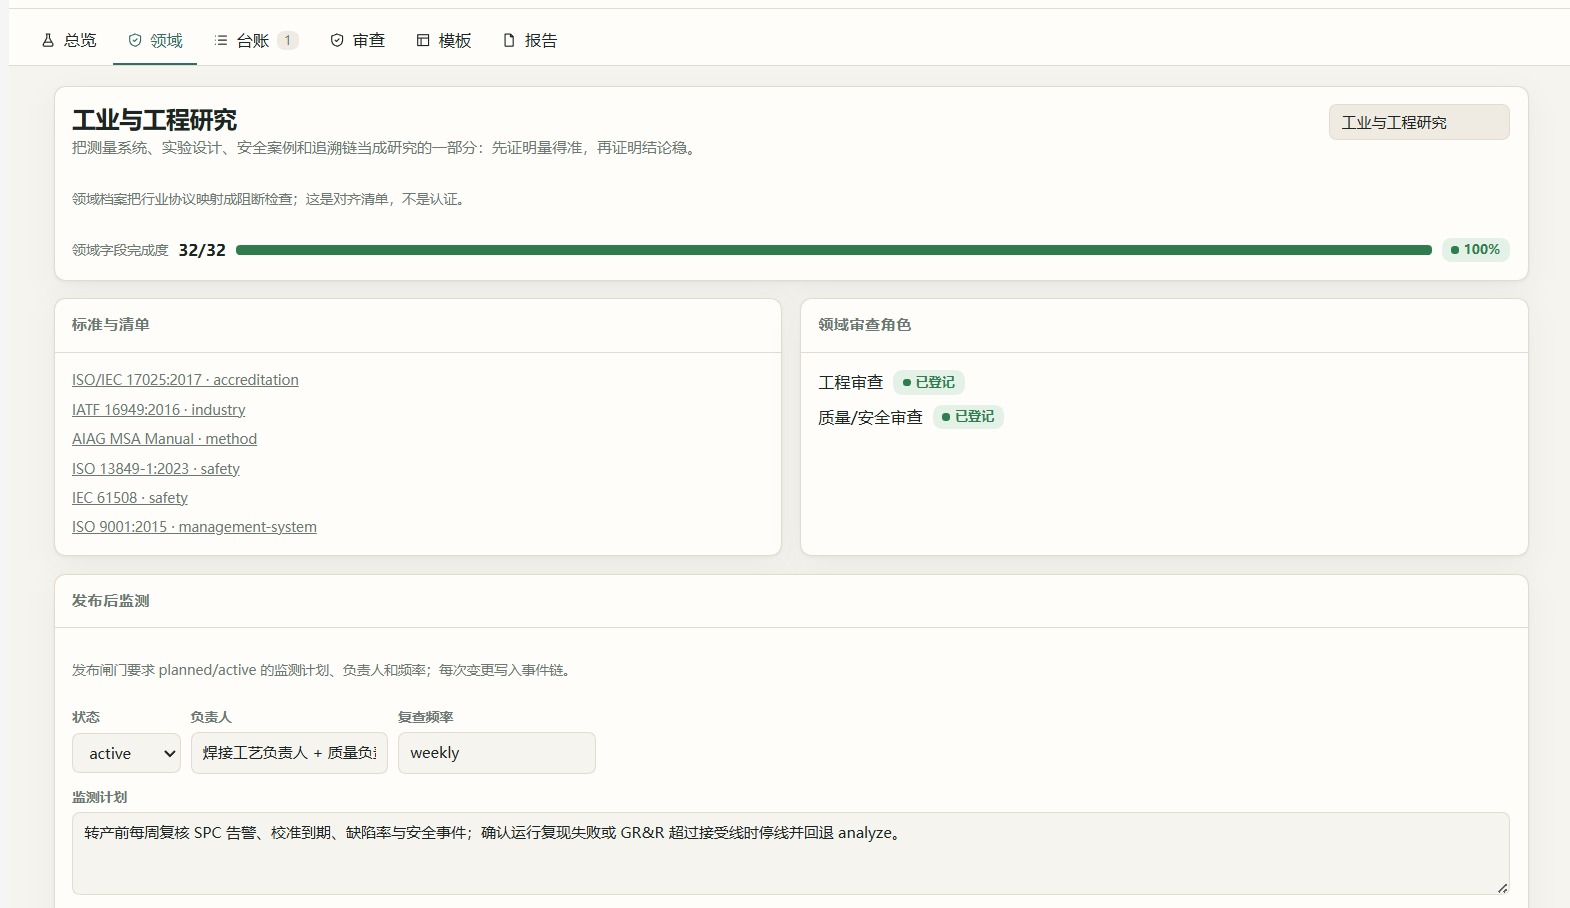 总览 领域 台账 1 审查 模板 报告
工业与工程研究
工业与工程研究
把测量系统、实验设计、安全案例和追溯链当成研究的一部分：先证明量得准，再证明结论稳。
领域档案把行业协议映射成阻断检查；这是对齐清单，不是认证。
领域字段完成度 32/32 100%
标准与清单
ISO/IEC 17025:2017 · accreditation
IATF 16949:2016 · industry
AIAG MSA Manual · method
ISO 13849-1:2023 · safety
IEC 61508 · safety
ISO 9001:2015 · management-system
领域审查角色
工程审查 已登记
质量/安全审查 已登记
发布后监测
发布闸门要求 planned/active 的监测计划、负责人和频率；每次变更写入事件链。
状态 负责人 复查频率
active 焊接工艺负责人 + 质量负 weekly
监测计划
转产前每周复核 SPC 告警、校准到期、缺陷率与安全事件；确认运行复现失败或 GR&R 超过接受线时停线并回退 analyze。